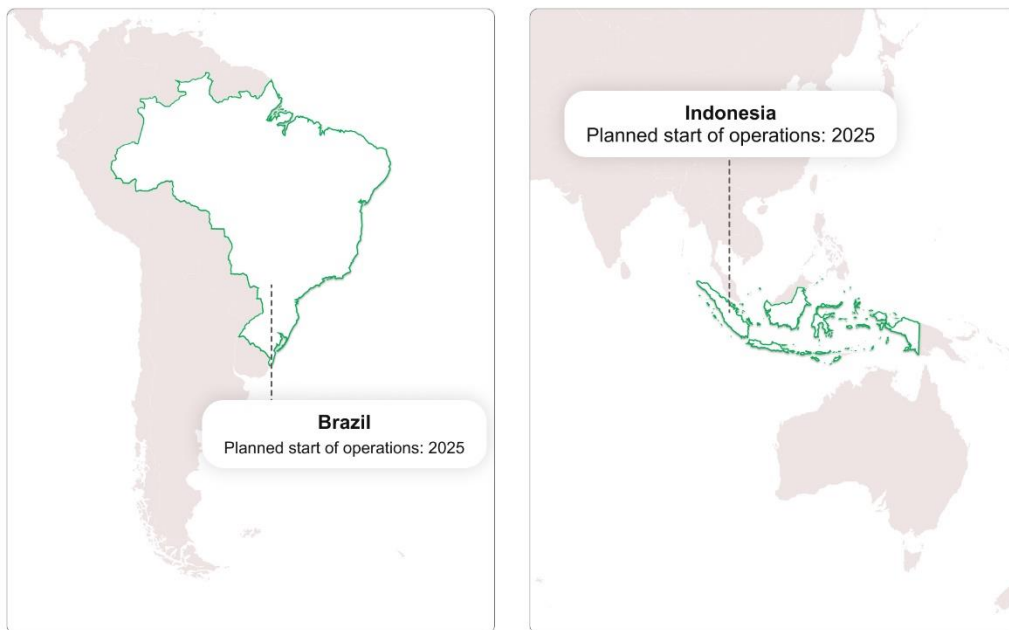 Brazil
Planned start of operations: 2025
Indonesia
Planned start of operations: 2025